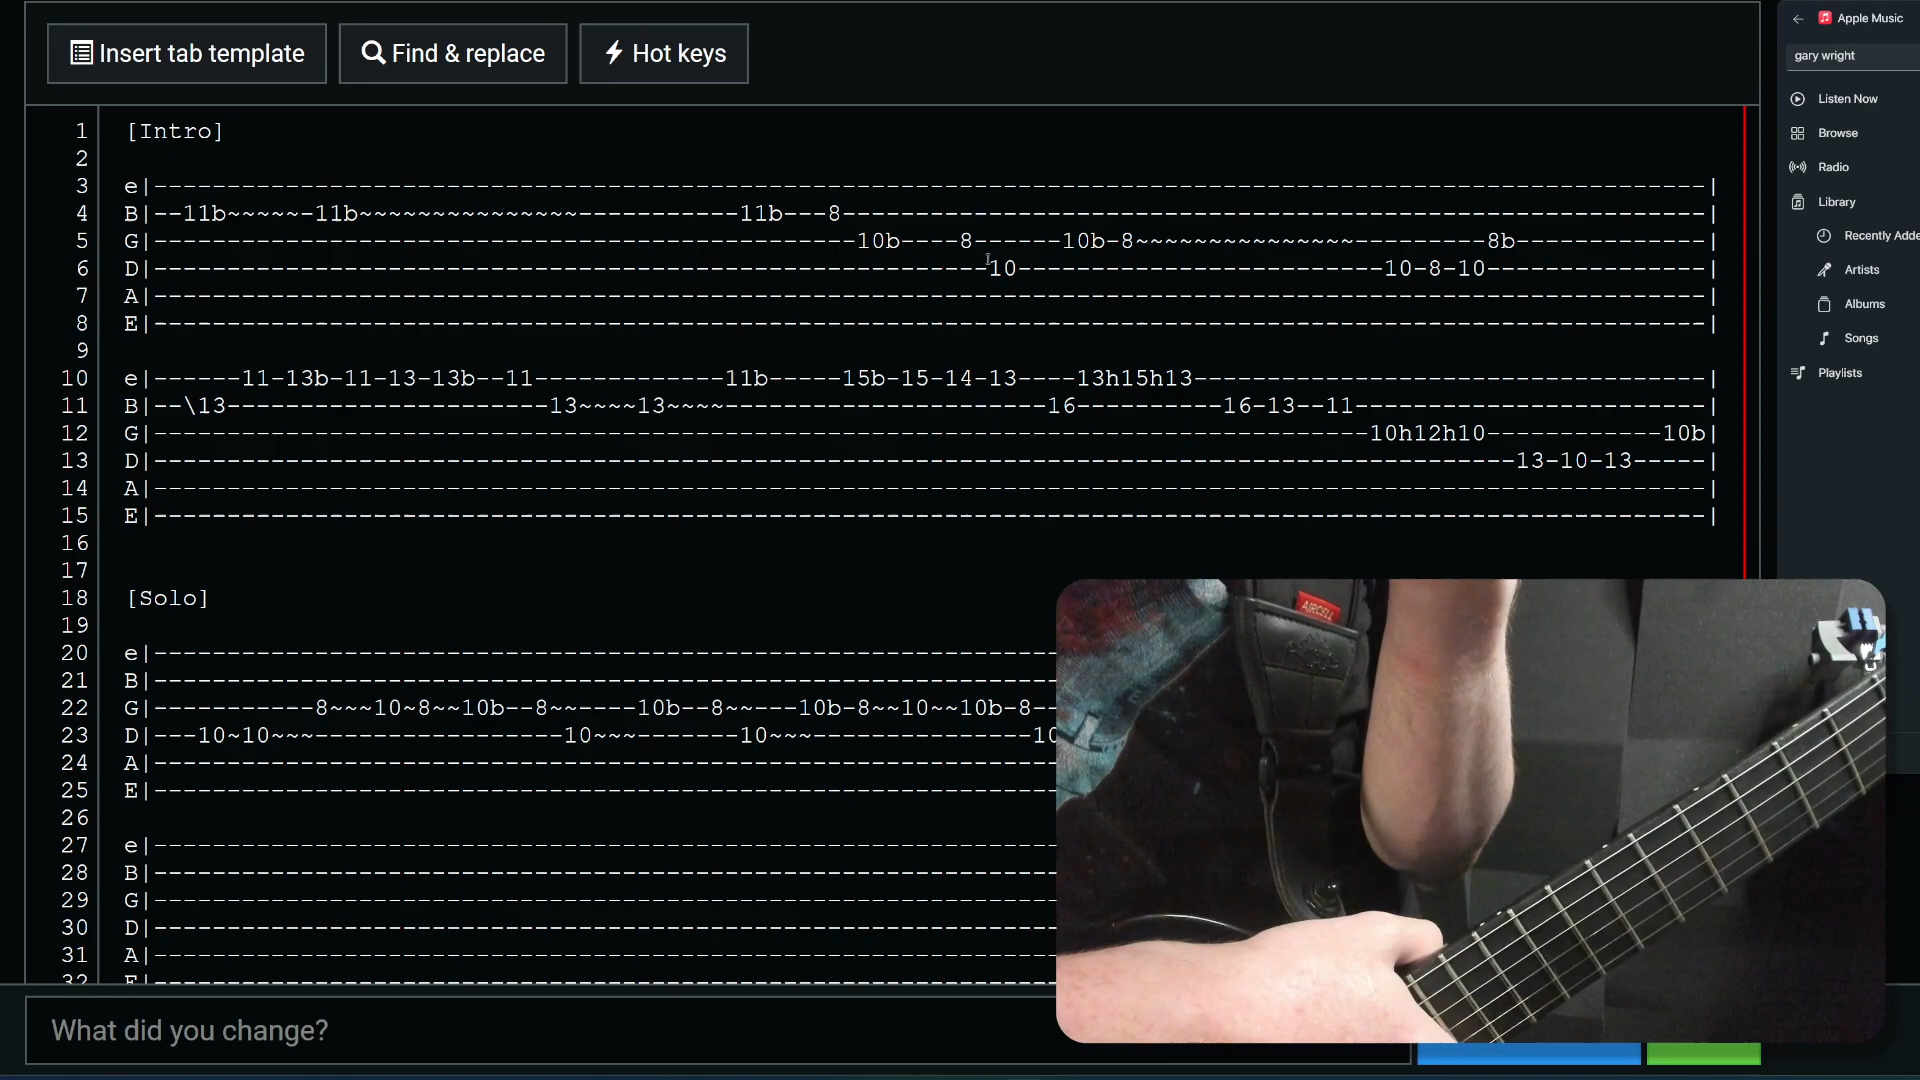 Insert tab template
Find & replace
Hot keys
Apple Music
gary wright
Listen Now
Browse
Radio
Library
Recently Adde
Artists
Albums
Songs
Playlists
1 [Intro]
2
3 e|----------------------------------------------------------------------------------------------------------|
4 B|--11b~~~~~~-11b~~~~~~~~~~~~~~~-----------11b---8-----------------------------------------------------------|
5 G|------------------------------------------------10b----8------10b-8~~~~~~~~~~~~~~~---------8b-------------|
6 D|---------------------------------------------------------10-------------------------10-8-10---------------|
7 A|----------------------------------------------------------------------------------------------------------|
8 E|----------------------------------------------------------------------------------------------------------|
9
10 e|------11-13b-11-13-13b--11-------------11b-----15b-15-14-13----13h15h13-----------------------------------|
11 B|--\13----------------------13~~~~13~~~~----------------------16----------16-13--11------------------------|
12 G|-----------------------------------------------------------------------------------10h12h10------------10b|
13 D|---------------------------------------------------------------------------------------------13-10-13-----|
14 A|----------------------------------------------------------------------------------------------------------|
15 E|----------------------------------------------------------------------------------------------------------|
16
17
18 [Solo]
19
20 e|--------------------------------------------------------------
21 B|--------------------------------------------------------------
22 G|-----------8~~~10~8~~10b--8~~-----10b--8~~-----10b-8~~10~~10b-8--
23 D|---10~10~~~-----------------10~~~-------10~~~---------------10
24 A|--------------------------------------------------------------
25 E|--------------------------------------------------------------
26
27 e|--------------------------------------------------------------
28 B|--------------------------------------------------------------
29 G|--------------------------------------------------------------
30 D|--------------------------------------------------------------
31 A|--------------------------------------------------------------
32 E|--------------------------------------------------------------
What did you change?
AIRCELL